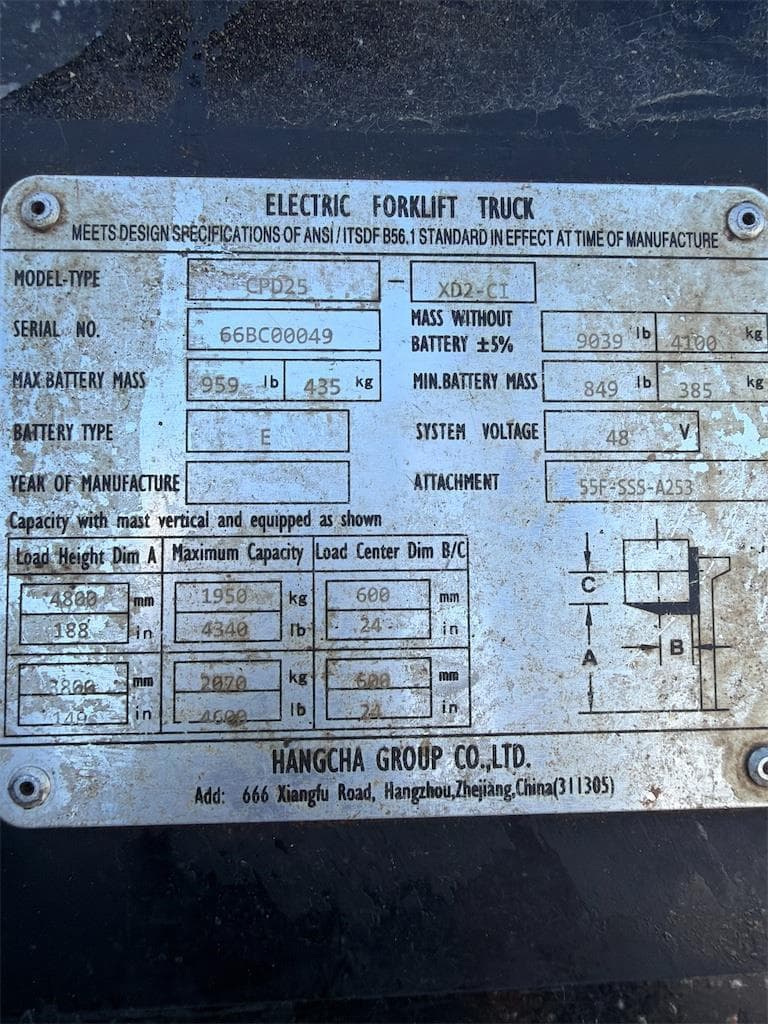 ELECTRIC FORKLIFT TRUCK
MEETS DESIGN SPECIFICATIONS OF ANSI/ITSDF B56.1 STANDARD IN EFFECT AT TIME OF MANUFACTURE
MODEL-TYPE CPD25 - XD2-CI
SERIAL NO. 66BC00049 MASS WITHOUT BATTERY ±5% 9039 lb 4100 kg
MAX.BATTERY MASS 959 lb 435 kg MIN.BATTERY MASS 849 lb 385 kg
BATTERY TYPE E SYSTEM VOLTAGE 48 V
YEAR OF MANUFACTURE ATTACHMENT 55F-SSS-A253
Capacity with mast vertical and equipped as shown
Load Height Dim A Maximum Capacity Load Center Dim B/C
4800 mm 1950 kg 600 mm
188 in 4340 lb 24 in
3800 mm 2070 kg 600 mm
149 in 4600 lb 24 in
C
B
A
HANGCHA GROUP CO.,LTD.
Add: 666 Xiangfu Road, Hangzhou,Zhejiang,China(311305)